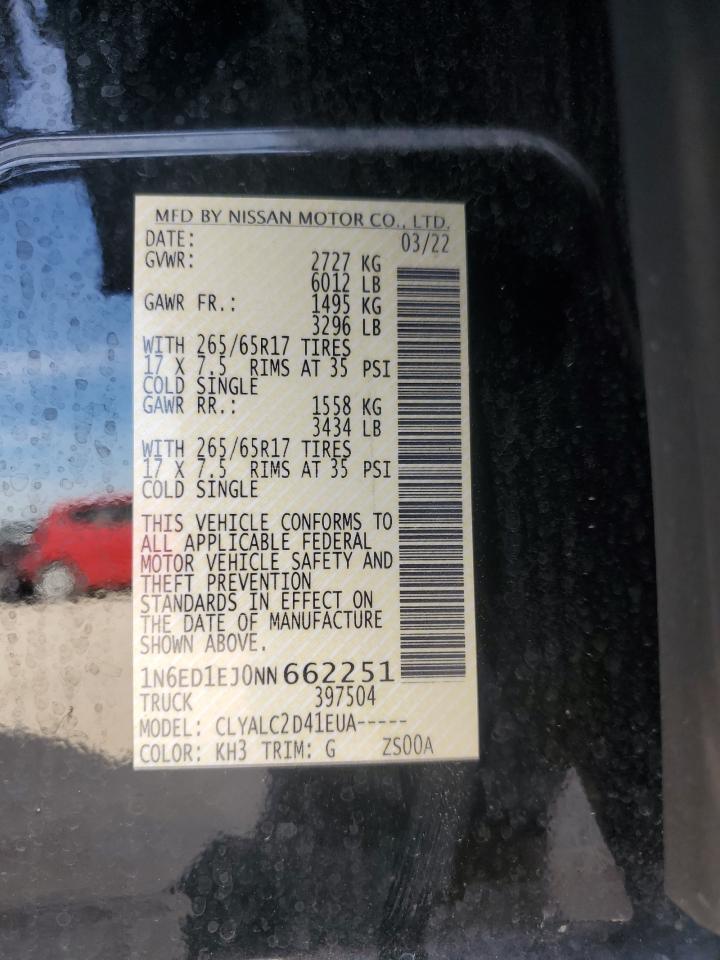 MFD BY NISSAN MOTOR CO., LTD.
DATE: 03/22
GVWR: 2727 KG
6012 LB
GAWR FR.: 1495 KG
3296 LB
WITH 265/65R17 TIRES
17 X 7.5 RIMS AT 35 PSI
COLD SINGLE
GAWR RR.: 1558 KG
3434 LB
WITH 265/65R17 TIRES
17 X 7.5 RIMS AT 35 PSI
COLD SINGLE
THIS VEHICLE CONFORMS TO
ALL APPLICABLE FEDERAL
MOTOR VEHICLE SAFETY AND
THEFT PREVENTION
STANDARDS IN EFFECT ON
THE DATE OF MANUFACTURE
SHOWN ABOVE.
1N6ED1EJ0NN662251
TRUCK 397504
MODEL: CLYALC2D41EUA-----
COLOR: KH3 TRIM: G ZS00A